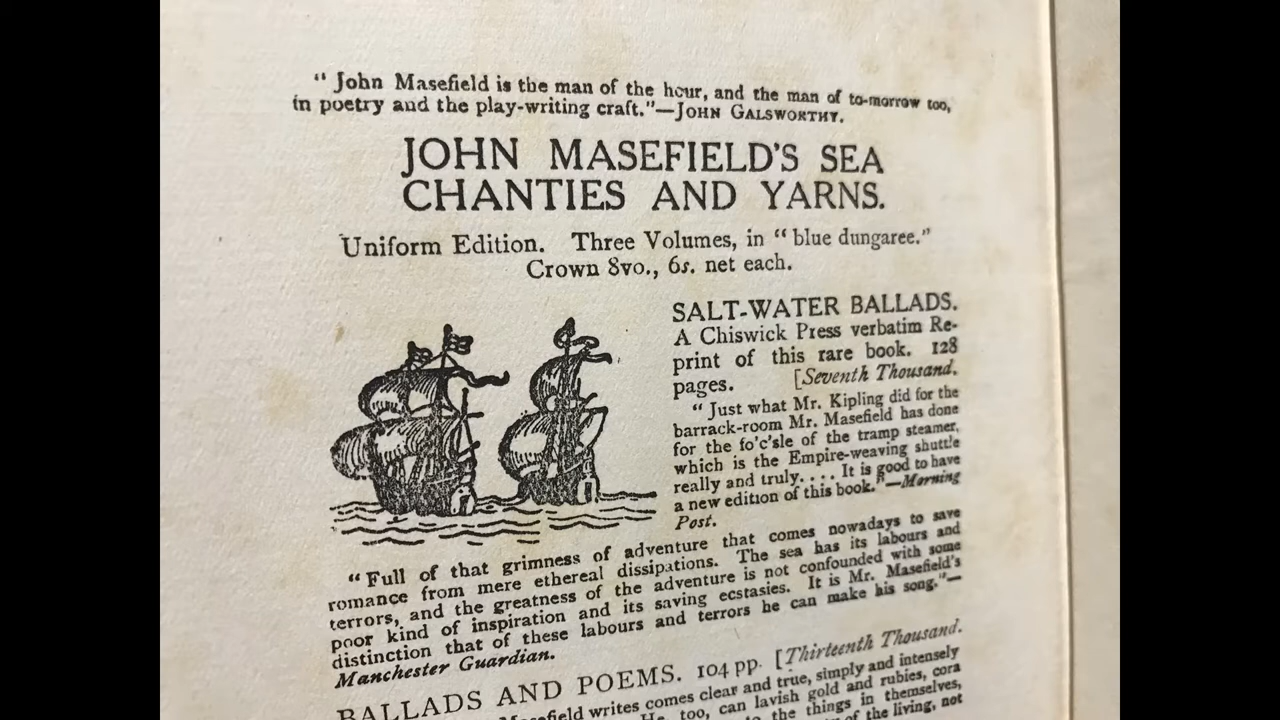 “ John Masefield is the man of the hour, and the man of to-morrow too,
in poetry and the play-writing craft.”—JOHN GALSWORTHY.
JOHN MASEFIELD'S SEA
CHANTIES AND YARNS.
Uniform Edition. Three Volumes, in “ blue dungaree.”
Crown 8vo., 6s. net each.
SALT-WATER BALLADS.
A Chiswick Press verbatim Re-
print of this rare book. 128
pages. [Seventh Thousand.
“ Just what Mr. Kipling did for the
barrack-room Mr. Masefield has done
for the fo'c'sle of the tramp steamer,
which is the Empire-weaving shuttle
really and truly. . . . It is good to have
a new edition of this book.”—Morning
Post.
“ Full of that grimness of adventure that comes nowadays to save
romance from mere ethereal dissipations. The sea has its labours and
terrors, and the greatness of the adventure is not confounded with some
poor kind of inspiration and its saving ecstasies. It is Mr. Masefield's
distinction that of these labours and terrors he can make his song.”—
Manchester Guardian.
BALLADS AND POEMS. 104 pp. [Thirteenth Thousand.
Masefield writes comes clear and true, simply and intensely
He, too, can lavish gold and rubies, cora
to the things in themselves,
of the living, not